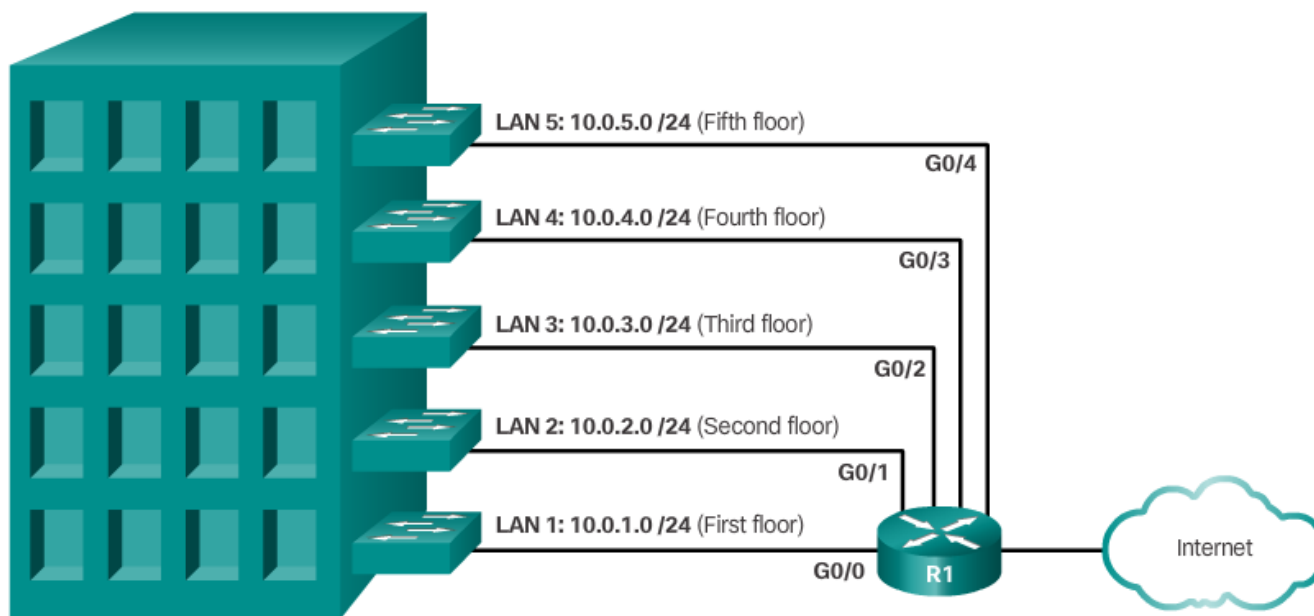 LAN 5: 10.0.5.0 /24 (Fifth floor)
G0/4
LAN 4: 10.0.4.0 /24 (Fourth floor)
G0/3
LAN 3: 10.0.3.0 /24 (Third floor)
G0/2
LAN 2: 10.0.2.0 /24 (Second floor)
G0/1
LAN 1: 10.0.1.0 /24 (First floor)
G0/0
R1
Internet